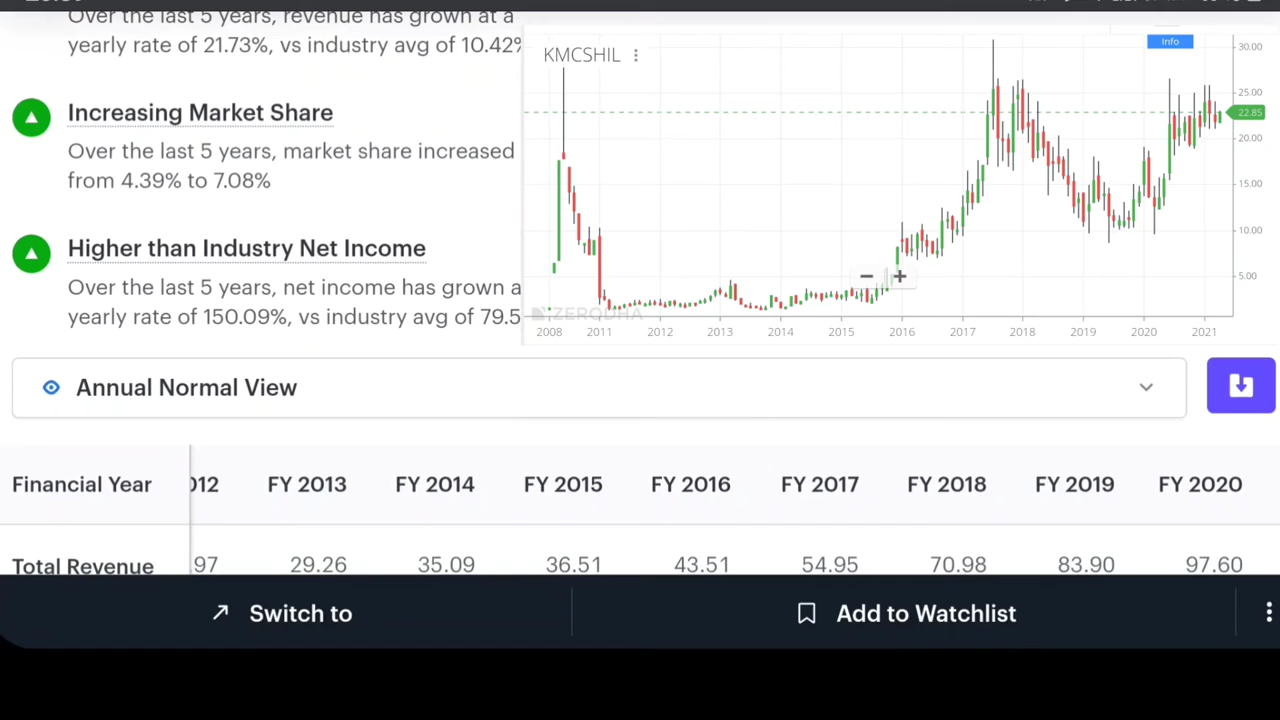 Over the last 5 years, revenue has grown at a
yearly rate of 21.73%, vs industry avg of 10.42%
Increasing Market Share
Over the last 5 years, market share increased
from 4.39% to 7.08%
Higher than Industry Net Income
Over the last 5 years, net income has grown a
yearly rate of 150.09%, vs industry avg of 79.5
KMCSHIL
Info
30.00
25.00
22.85
20.00
15.00
10.00
5.00
− +
ZERODHA
2008 2011 2012 2013 2014 2015 2016 2017 2018 2019 2020 2021
Annual Normal View
Financial Year 012 FY 2013 FY 2014 FY 2015 FY 2016 FY 2017 FY 2018 FY 2019 FY 2020
Total Revenue 97 29.26 35.09 36.51 43.51 54.95 70.98 83.90 97.60
Switch to Add to Watchlist